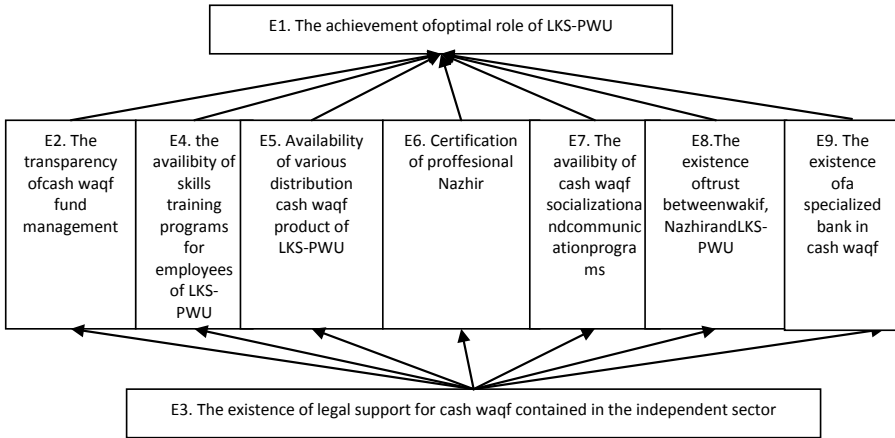 E1. The achievement ofoptimal role of LKS-PWU
E2. The
transparency
ofcash waqf
fund
management
E4. the
availibity of
skills
training
programs
for
employees
of LKS-
PWU
E5. Availability
of various
distribution
cash waqf
product of
LKS-PWU
E6. Certification
of proffesional
Nazhir
E7. The
availibity of
cash waqf
socializationa
ndcommunic
ationprogra
ms
E8.The
existence
oftrust
betweenwakif,
NazhirandLKS-
PWU
E9. The
existence
ofa
specialized
bank in
cash waqf
E3. The existence of legal support for cash waqf contained in the independent sector